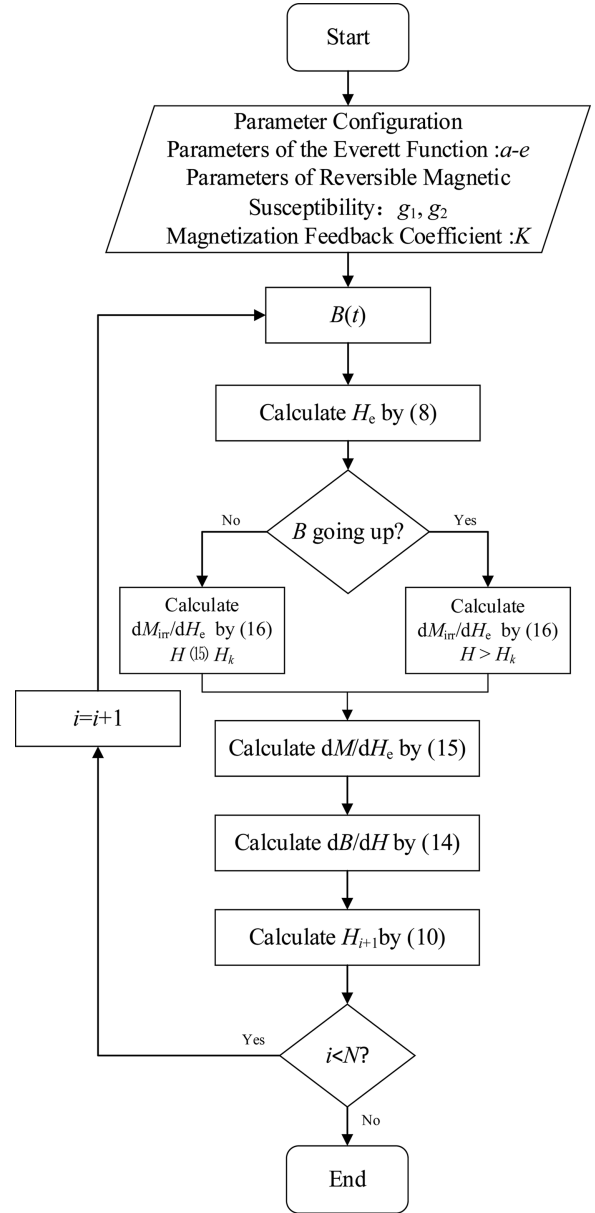 Start
Parameter Configuration
Parameters of the Everett Function :a-e
Parameters of Reversible Magnetic
Susceptibility： g₁, g₂
Magnetization Feedback Coefficient :K
B(t)
Calculate Hₑ by (8)
No
B going up?
Yes
Calculate
dMᵢᵣᵣ/dHₑ by (16)
H ⒂ Hₖ
Calculate
dMᵢᵣᵣ/dHₑ by (16)
H > Hₖ
i=i+1
Calculate dM/dHₑ by (15)
Calculate dB/dH by (14)
Calculate Hᵢ₊₁by (10)
Yes
i<N?
No
End